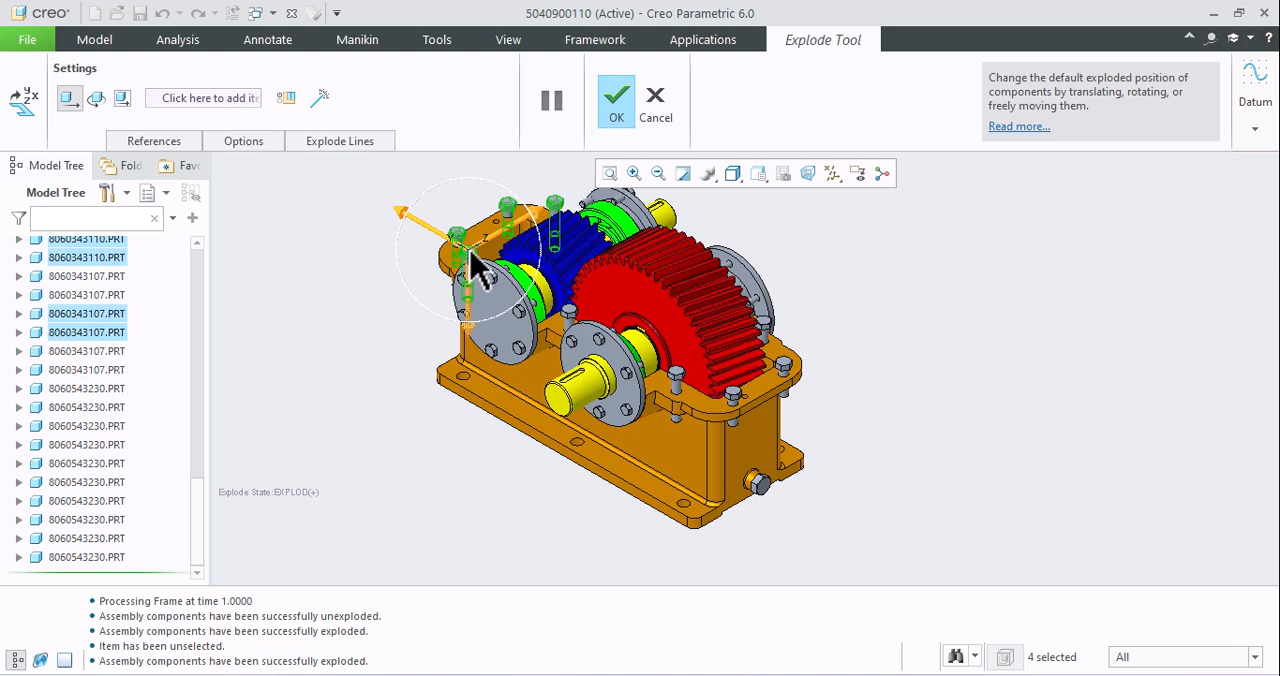 creo
5040900110 (Active) - Creo Parametric 6.0
File Model Analysis Annotate Manikin Tools View Framework Applications Explode Tool
Settings
Click here to add ite
OK Cancel
References Options Explode Lines
Change the default exploded position of
components by translating, rotating, or
freely moving them.
Read more...
Datum
Model Tree Fold Fav
Model Tree
8060343110.PRT
8060343110.PRT
8060343107.PRT
8060343107.PRT
8060343107.PRT
8060343107.PRT
8060343107.PRT
8060343107.PRT
8060543230.PRT
8060543230.PRT
8060543230.PRT
8060543230.PRT
8060543230.PRT
8060543230.PRT
8060543230.PRT
8060543230.PRT
8060543230.PRT
8060543230.PRT
Explode State:EXPLOD(+)
• Processing Frame at time 1.0000
• Assembly components have been successfully unexploded.
• Assembly components have been successfully exploded.
• Item has been unselected.
• Assembly components have been successfully exploded.
4 selected
All